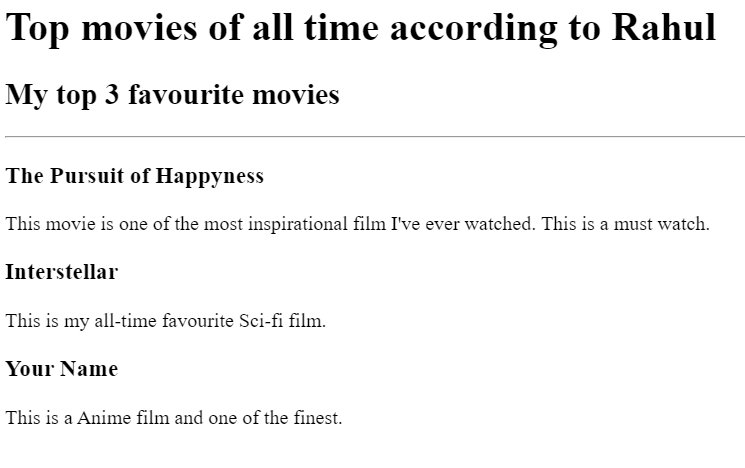 Top movies of all time according to Rahul
My top 3 favourite movies
The Pursuit of Happyness
This movie is one of the most inspirational film I've ever watched. This is a must watch.
Interstellar
This is my all-time favourite Sci-fi film.
Your Name
This is a Anime film and one of the finest.